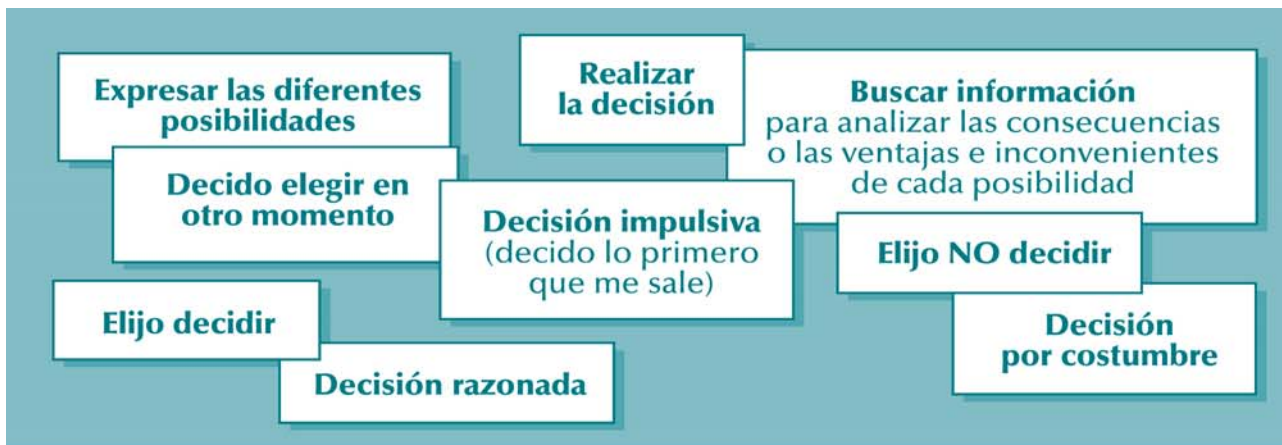 Expresar las diferentes
posibilidades
Realizar
la decisión
Buscar información
para analizar las consecuencias
o las ventajas e inconvenientes
de cada posibilidad
Decido elegir en
otro momento
Decisión impulsiva
(decido lo primero
que me sale)
Elijo NO decidir
Elijo decidir
Decisión
por costumbre
Decisión razonada